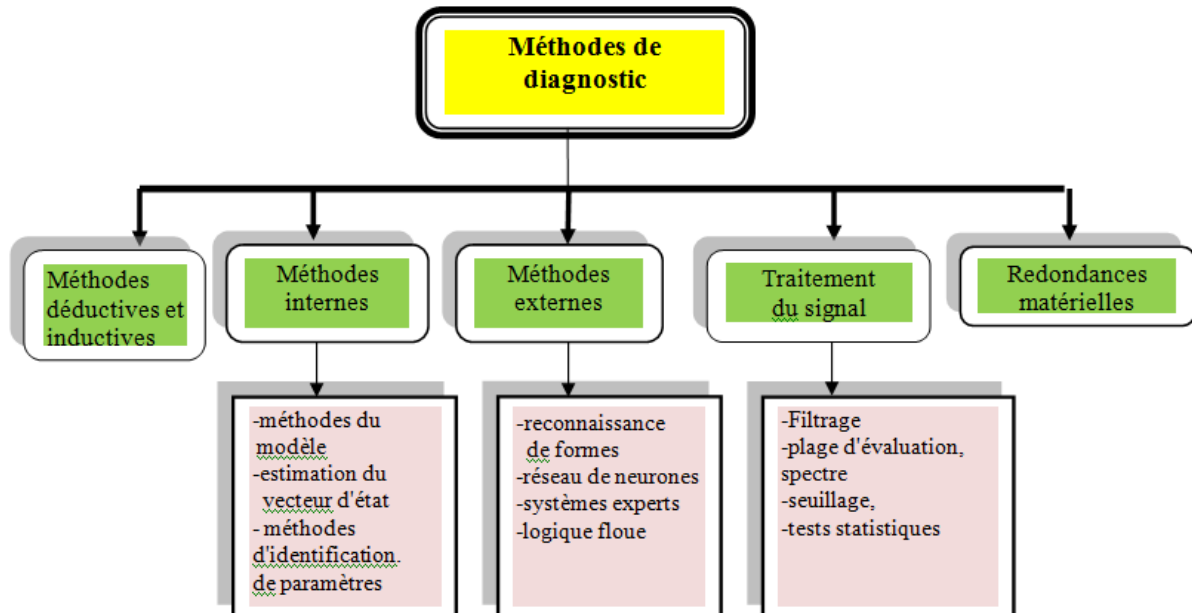 Méthodes de
diagnostic
Méthodes
déductives et
inductives
Méthodes
internes
Méthodes
externes
Traitement
du signal
Redondances
matérielles
-méthodes du
modèle
-estimation du
vecteur d'état
- méthodes
d'identification.
de paramètres
-reconnaissance
de formes
-réseau de neurones
-systèmes experts
-logique floue
-Filtrage
-plage d'évaluation,
spectre
-seuillage,
-tests statistiques